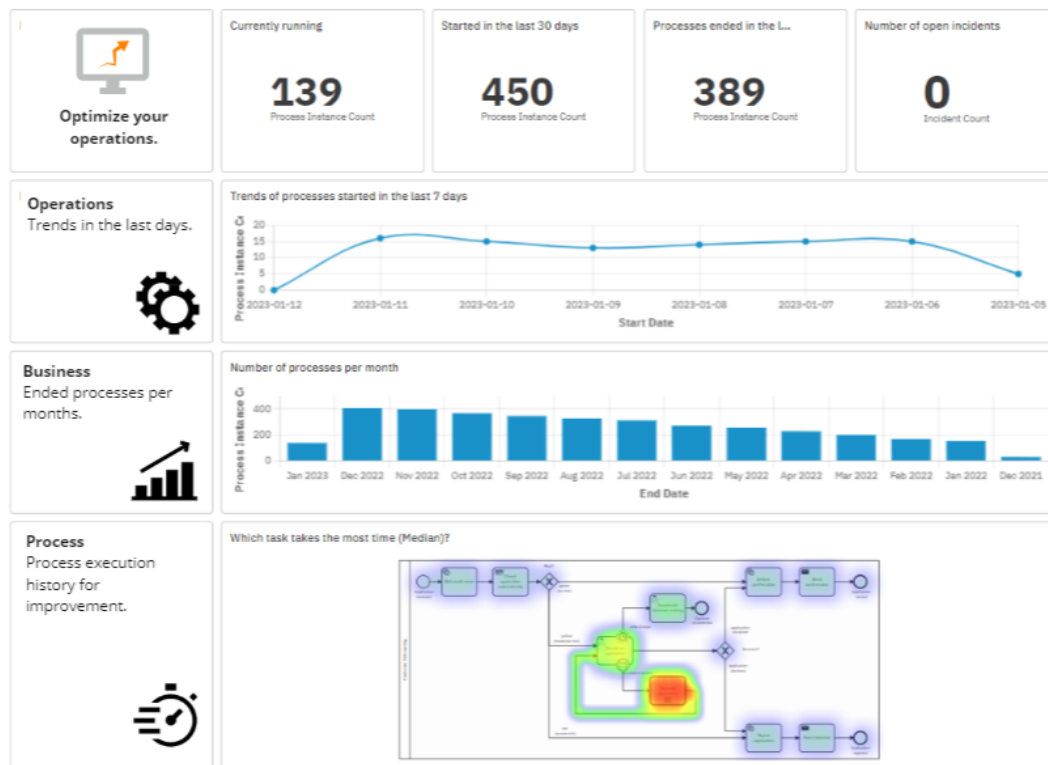 Optimize your
operations.
Currently running
139
Process Instance Count
Started in the last 30 days
450
Process Instance Count
Processes ended in the l...
389
Process Instance Count
Number of open incidents
0
Incident Count
Operations
Trends in the last days.
Trends of processes started in the last 7 days
Process Instance C
20
15
10
5
0
2023-01-12 2023-01-11 2023-01-10 2023-01-09 2023-01-08 2023-01-07 2023-01-06 2023-01-05
Start Date
Business
Ended processes per
months.
Number of processes per month
Process Instance C
400
200
0
Jan 2023 Dec 2022 Nov 2022 Oct 2022 Sep 2022 Aug 2022 Jul 2022 Jun 2022 May 2022 Apr 2022 Mar 2022 Feb 2022 Jan 2022 Dec 2021
End Date
Process
Process execution
history for
improvement.
Which task takes the most time (Median)?